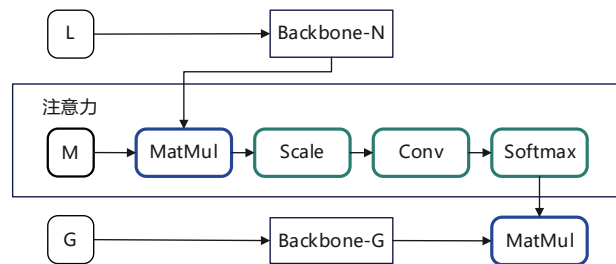 L
Backbone-N
注意力
M
MatMul
Scale
Conv
Softmax
G
Backbone-G
MatMul